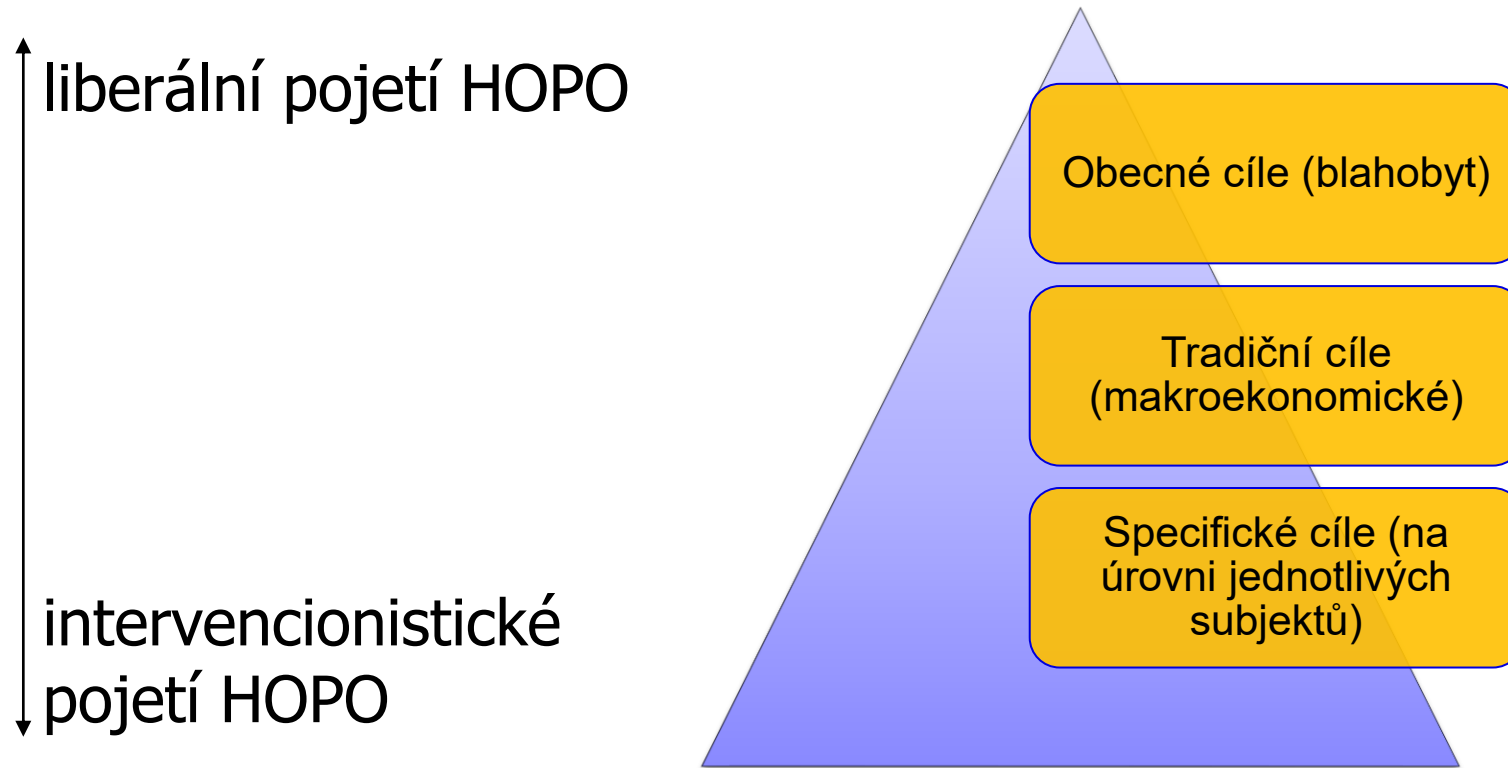 liberální pojetí HOPO
Obecné cíle (blahobyt)
Tradiční cíle
(makroekonomické)
Specifické cíle (na
úrovni jednotlivých
subjektů)
intervencionistické
pojetí HOPO